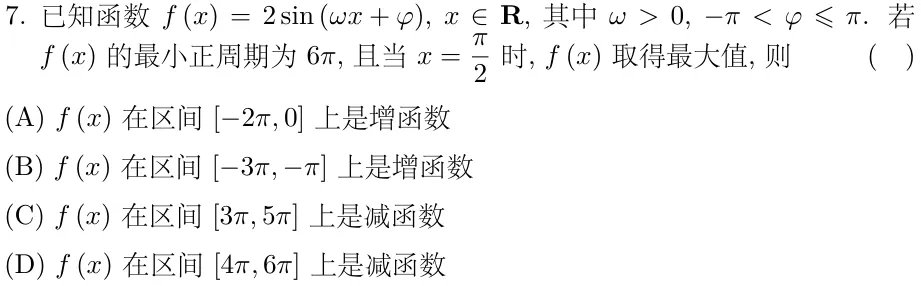 7. 已知函数 f (x) = 2 sin (ωx + φ), x ∈ R, 其中 ω > 0, −π < φ ⩽ π. 若
f (x) 的最小正周期为 6π, 且当 x = π/2 时, f (x) 取得最大值, 则 ( )
(A) f (x) 在区间 [−2π, 0] 上是增函数
(B) f (x) 在区间 [−3π, −π] 上是增函数
(C) f (x) 在区间 [3π, 5π] 上是减函数
(D) f (x) 在区间 [4π, 6π] 上是减函数